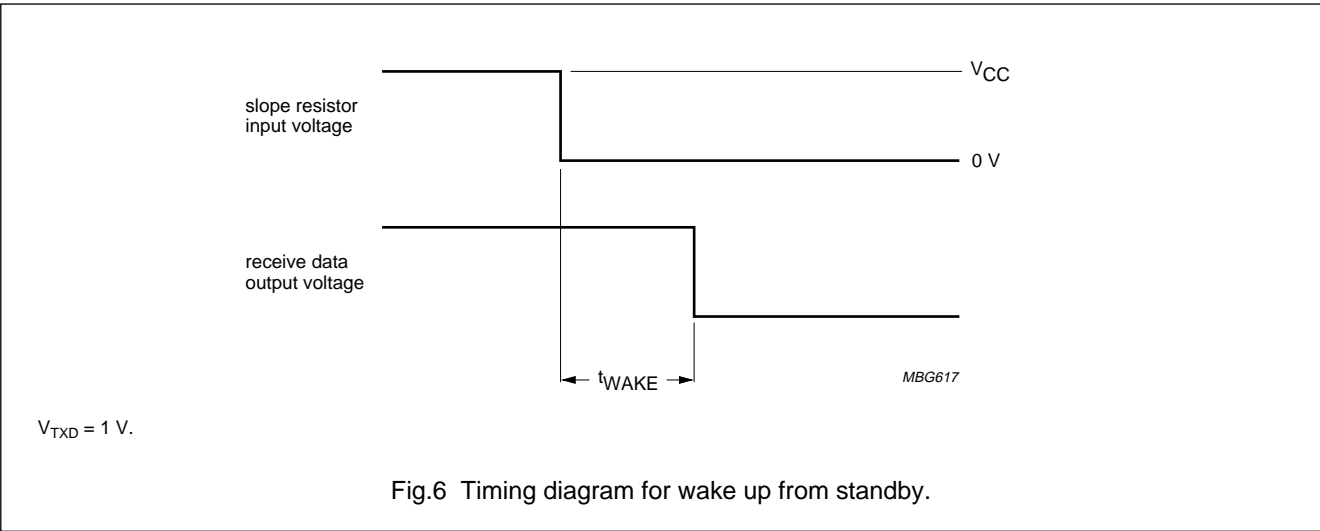 V_CC
slope resistor
input voltage
0 V
receive data
output voltage
t_WAKE
MBG617
V_TXD = 1 V.
Fig.6 Timing diagram for wake up from standby.